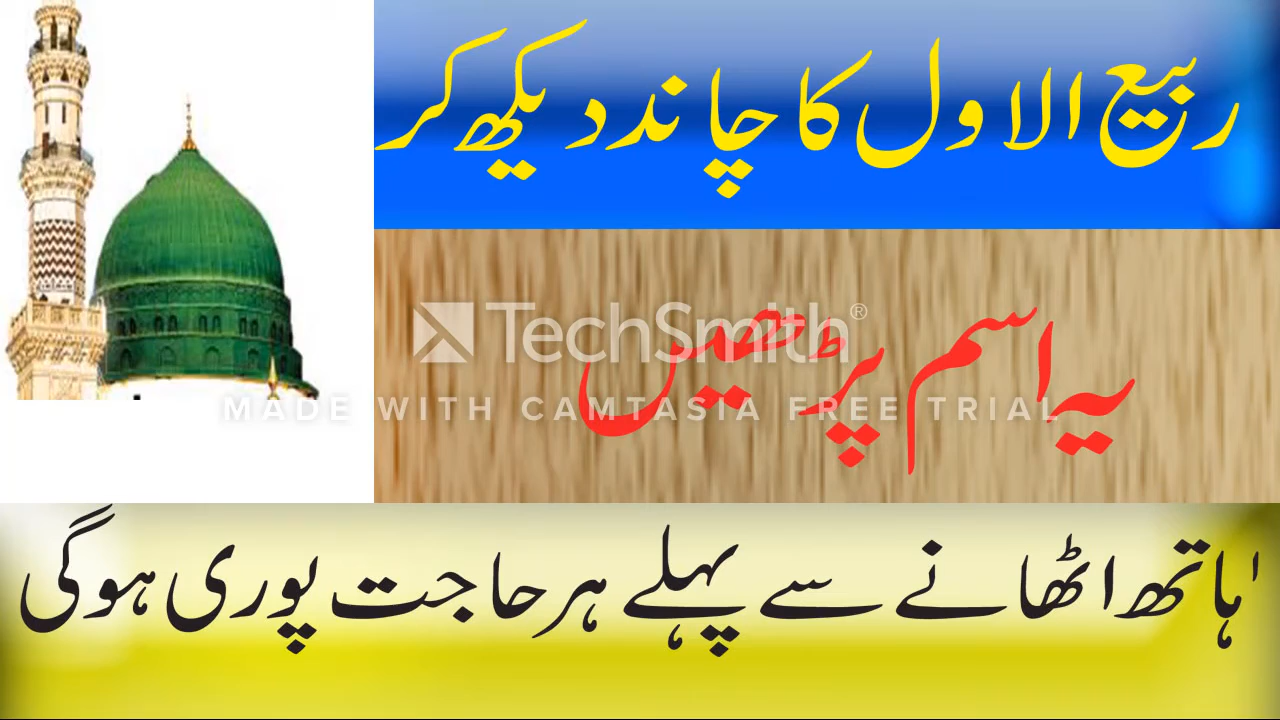 ربیع الاول کا چاند دیکھ کر
TechSmith®
یہ اسم پڑھیں
MADE WITH CAMTASIA FREE TRIAL
ہاتھ اٹھانے سے پہلے ہر حاجت پوری ہوگی